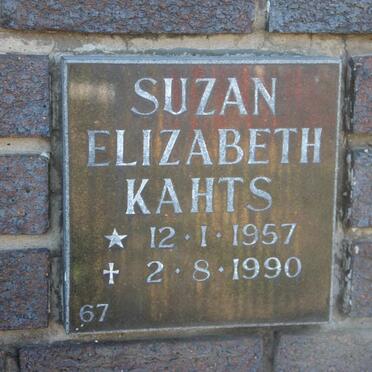 SUZAN
ELIZABETH
KAHTS
★ 12·1·1957
✝ 2·8·1990
67